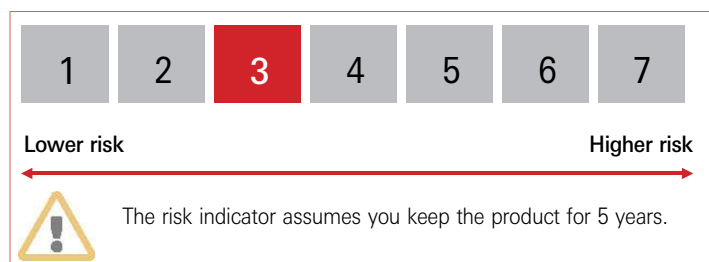 1 2 3 4 5 6 7
Lower risk Higher risk
The risk indicator assumes you keep the product for 5 years.